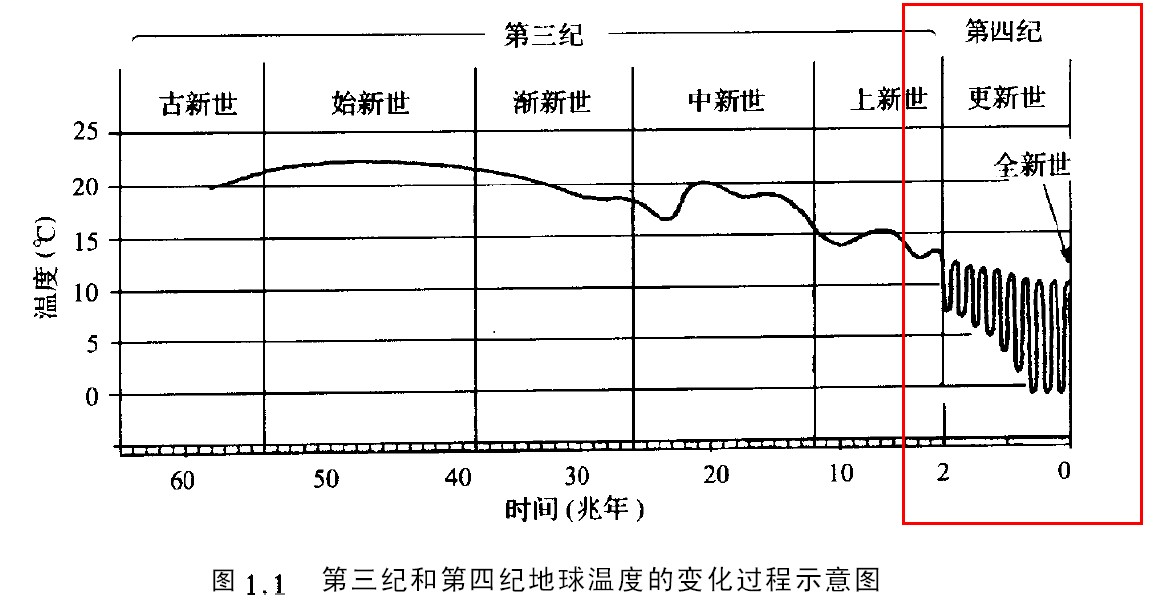 第三纪 第四纪
古新世 始新世 渐新世 中新世 上新世 更新世
25
全新世
20
15
10
5
0
温度(℃)
60 50 40 30 20 10 2 0
时间(兆年)
图 1.1 第三纪和第四纪地球温度的变化过程示意图